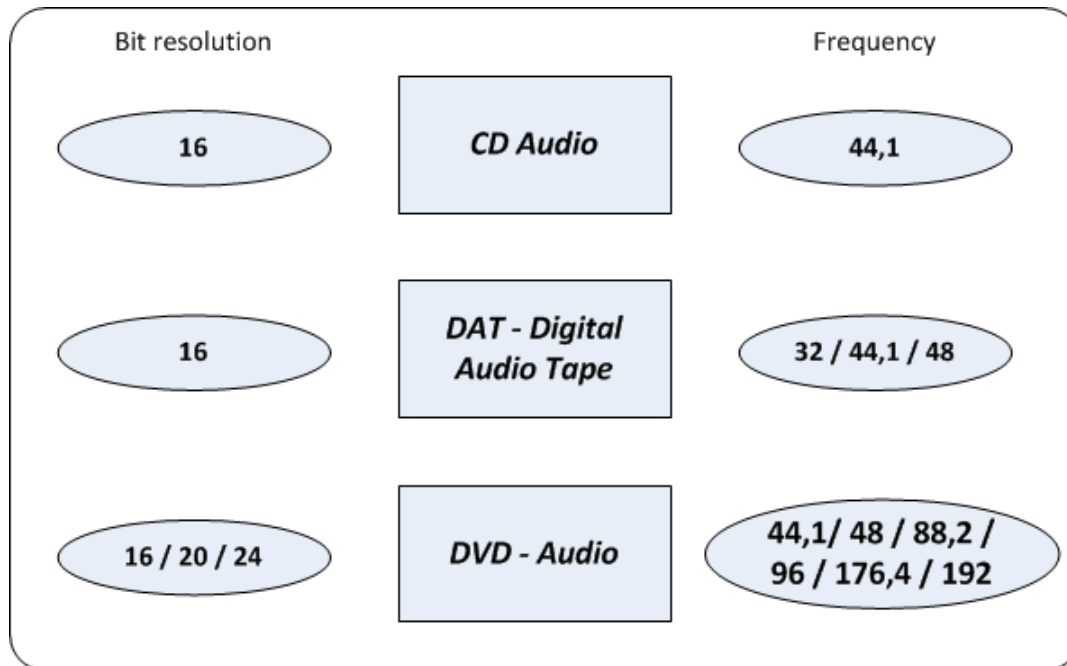 Bit resolution
Frequency
16
CD Audio
44,1
16
DAT - Digital
Audio Tape
32 / 44,1 / 48
16 / 20 / 24
DVD - Audio
44,1/ 48 / 88,2 /
96 / 176,4 / 192